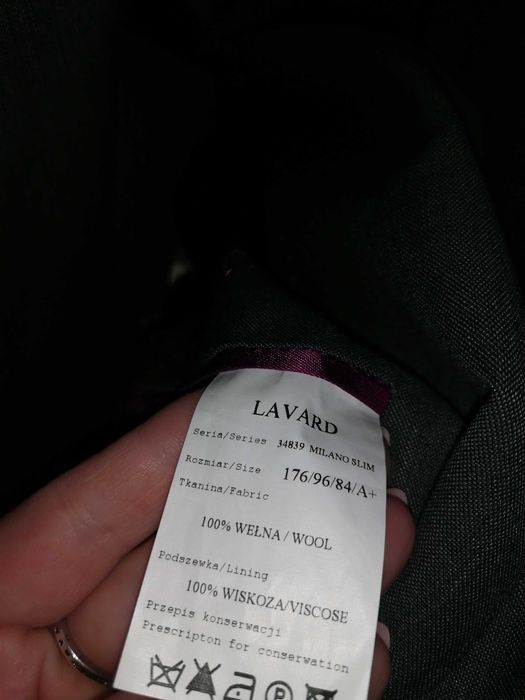 LAVARD
Seria/Series 34839 MILANO SLIM
Rozmiar/Size 176/96/84/A+
Tkanina/Fabric
100% WEŁNA / WOOL
Podszewka/Lining
100% WISKOZA/VISCOSE
Przepis konserwacji
Prescripton for conserwation
P